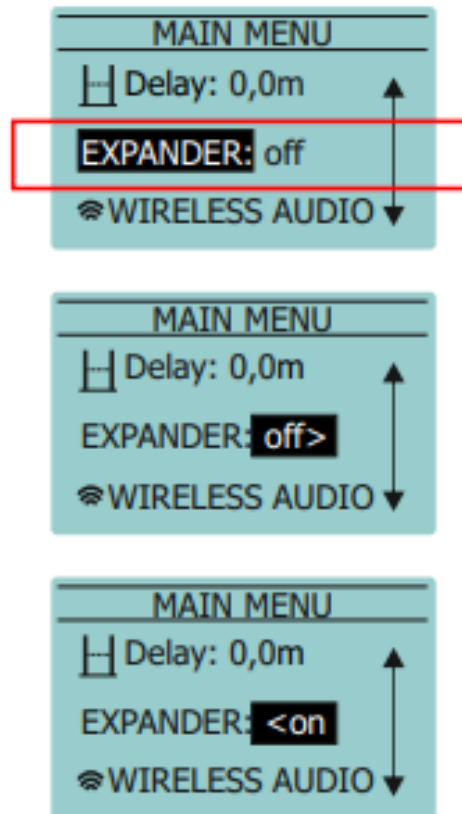 MAIN MENU
Delay: 0,0m
EXPANDER: off
WIRELESS AUDIO
MAIN MENU
Delay: 0,0m
EXPANDER: off>
WIRELESS AUDIO
MAIN MENU
Delay: 0,0m
EXPANDER: <on
WIRELESS AUDIO